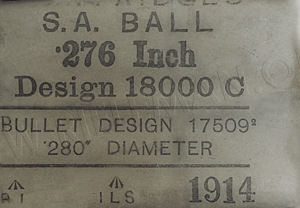 S.A. BALL
·276 Inch
Design 18000 C
BULLET DESIGN 17509²
·280" DIAMETER
ILS 1914